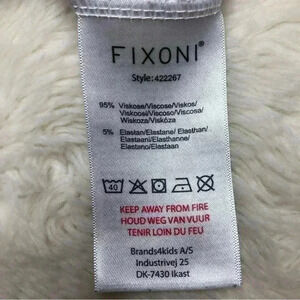 FIXONI®
Style: 422267
95% Viskose/Viscose/Viskos/
Viskoosi/Viscose/Viscosa/
Wiskoza/Viskóza
5% Elastan/Elastane/Elasthan/
Elastaani/Elasthanne/
Elastano/Elastaan
40
KEEP AWAY FROM FIRE
HOUD WEG VAN VUUR
TENIR LOIN DU FEU
Brands4kids A/S
Industrivej 25
DK-7430 Ikast